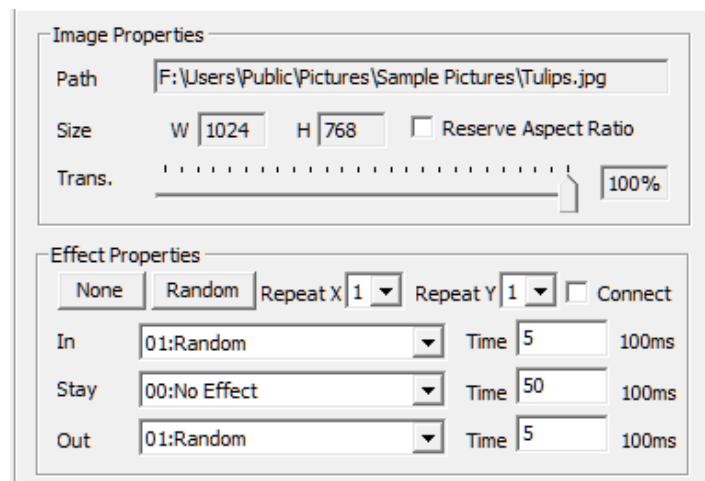 Image Properties
Path F:\Users\Public\Pictures\Sample Pictures\Tulips.jpg
Size W 1024 H 768 Reserve Aspect Ratio
Trans. 100%
Effect Properties
None Random Repeat X 1 Repeat Y 1 Connect
In 01:Random Time 5 100ms
Stay 00:No Effect Time 50 100ms
Out 01:Random Time 5 100ms